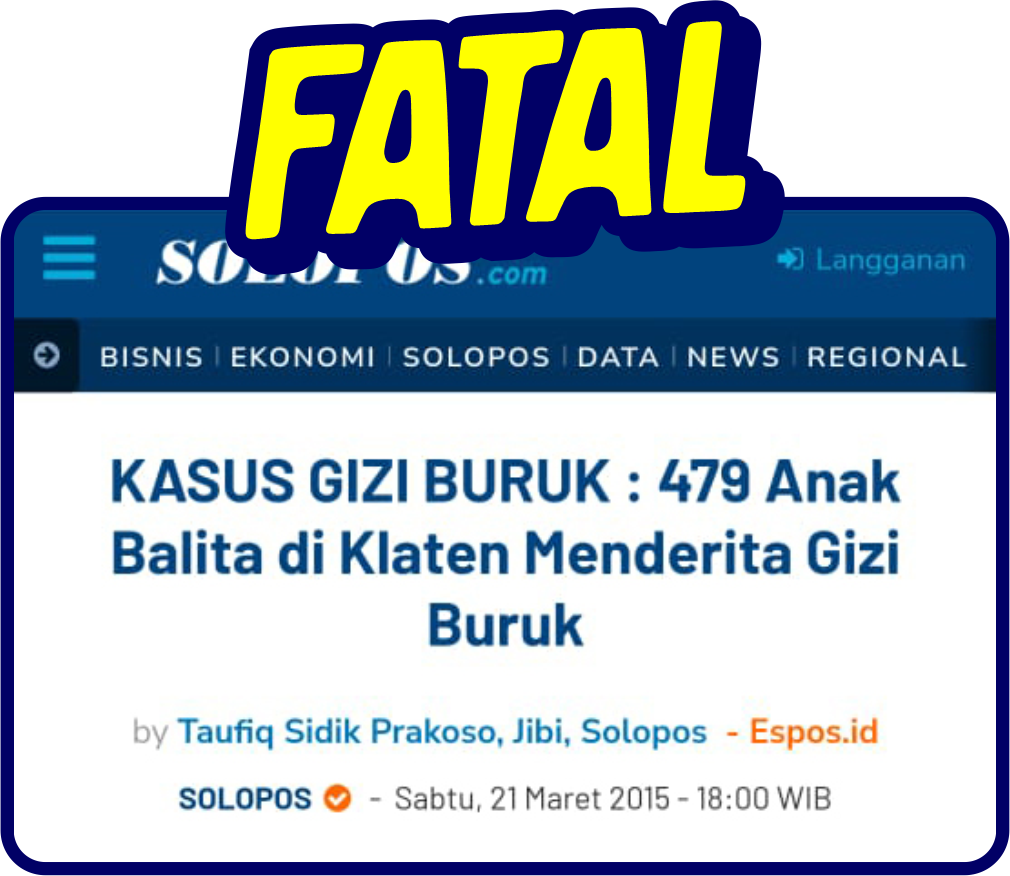 FATAL
SOLOPOS.com
Langganan
BISNIS | EKONOMI | SOLOPOS | DATA | NEWS | REGIONAL
KASUS GIZI BURUK : 479 Anak
Balita di Klaten Menderita Gizi
Buruk
by Taufiq Sidik Prakoso, Jibi, Solopos - Espos.id
SOLOPOS - Sabtu, 21 Maret 2015 - 18:00 WIB